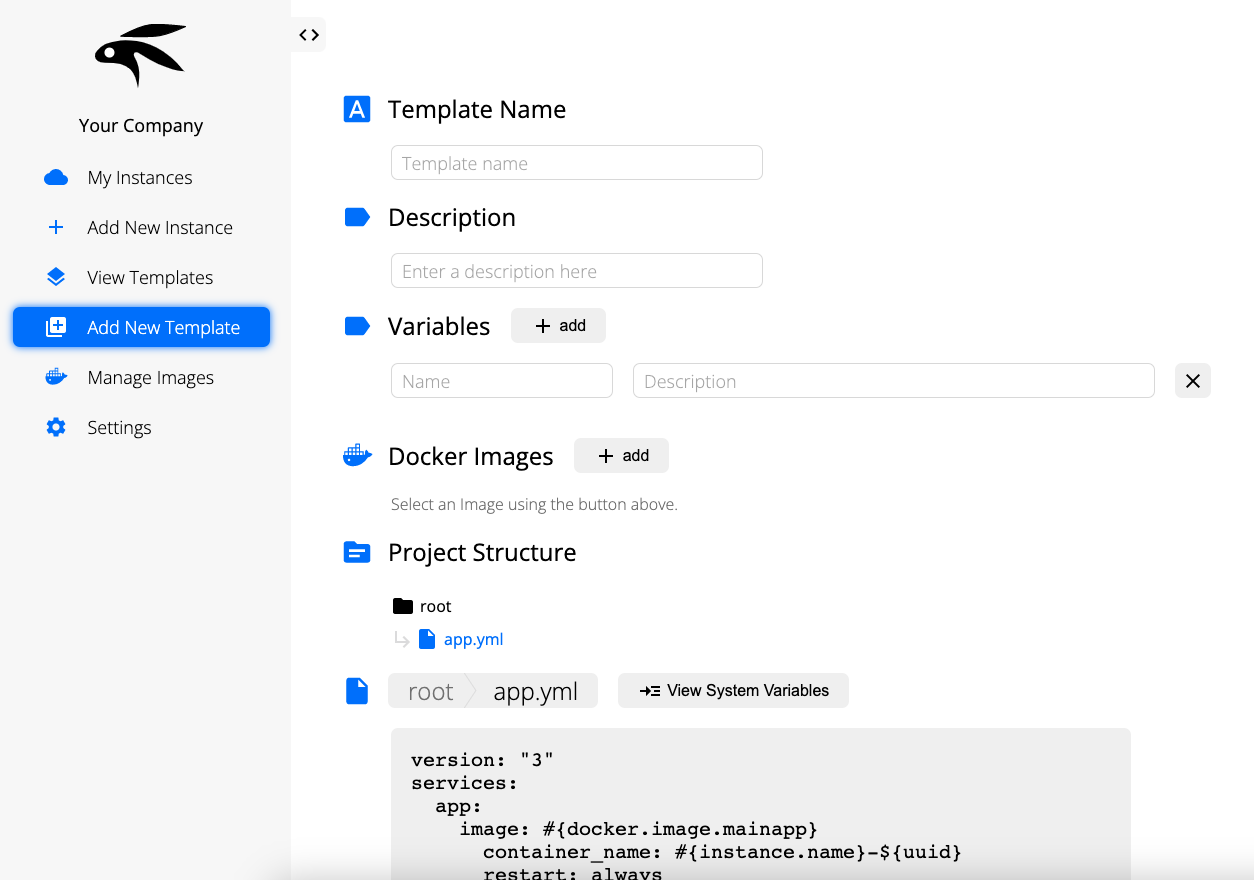 Your Company
My Instances
Add New Instance
View Templates
Add New Template
Manage Images
Settings
<>
A Template Name
Template name
Description
Enter a description here
Variables + add
Name Description
Docker Images + add
Select an Image using the button above.
Project Structure
root
app.yml
root app.yml View System Variables
version: "3"
services:
  app:
    image: #{docker.image.mainapp}
      container_name: #{instance.name}-${uuid}
      restart: always